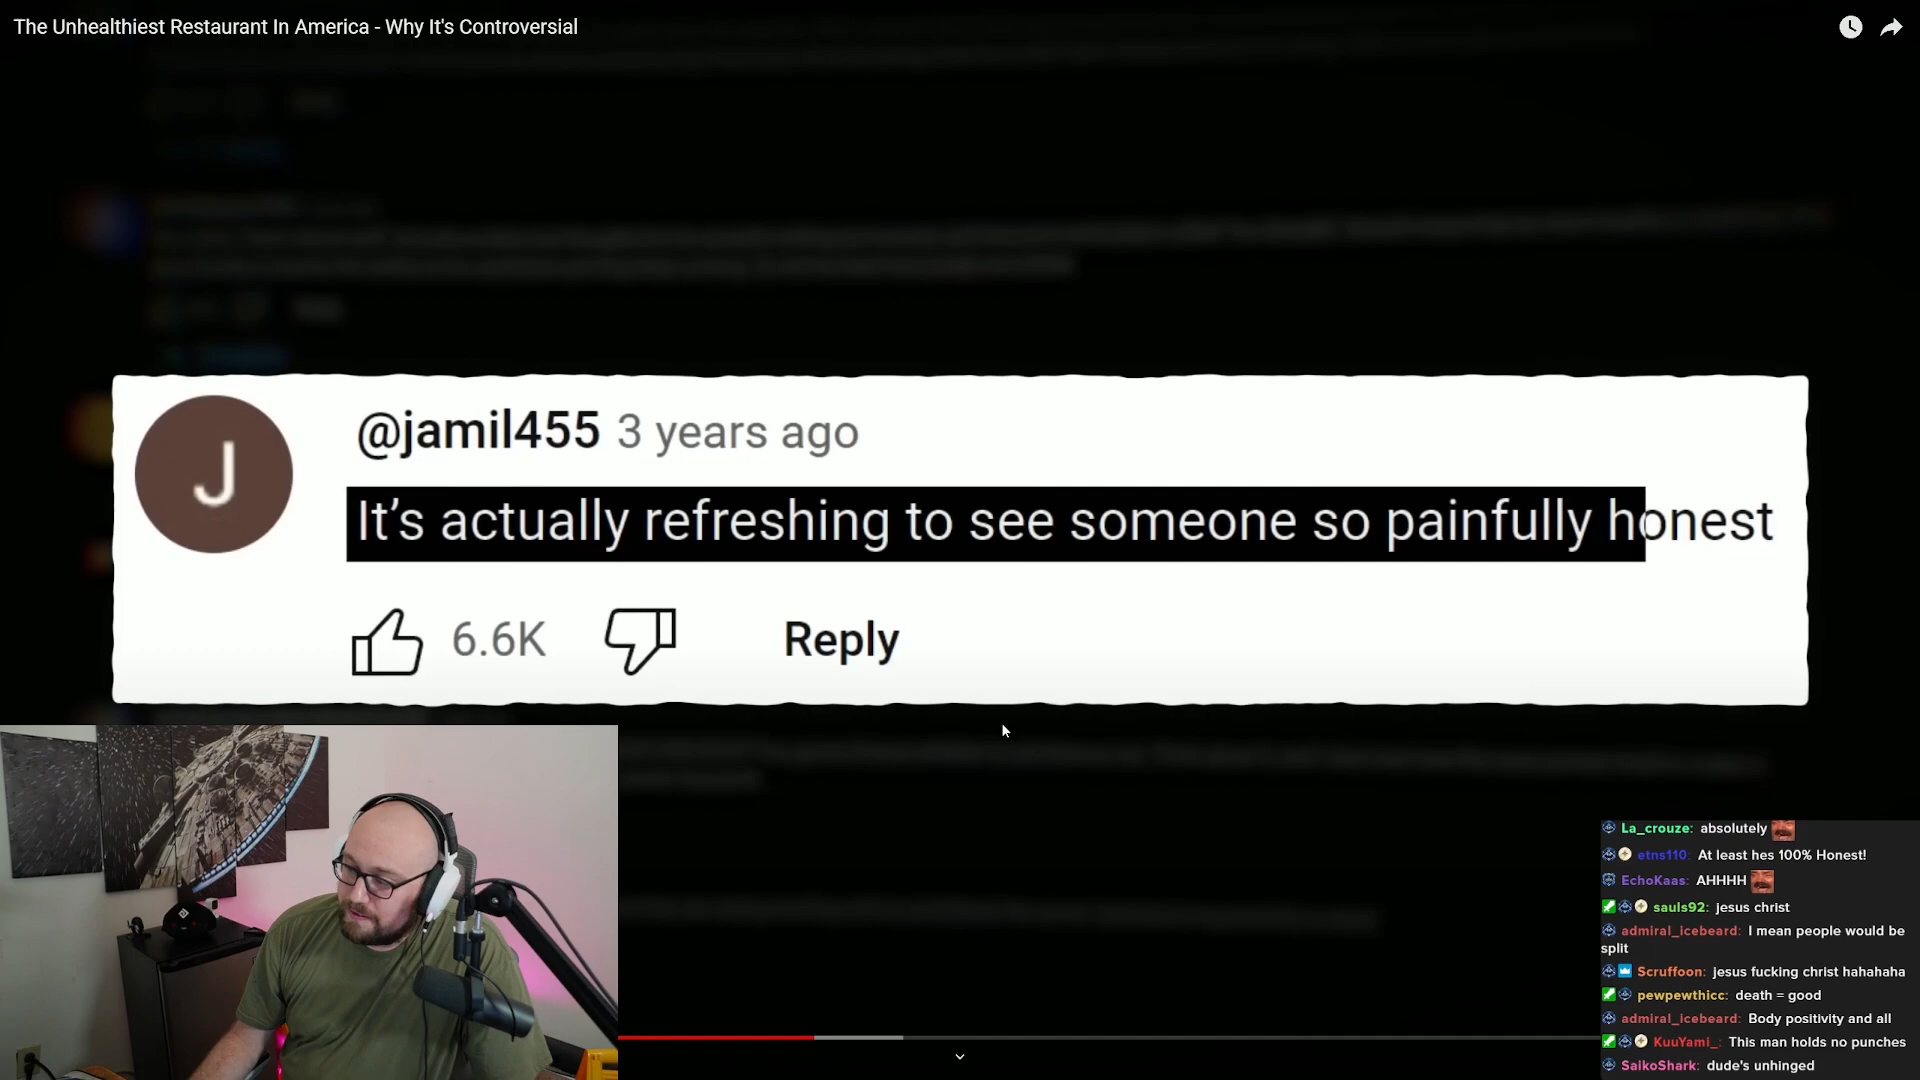 The Unhealthiest Restaurant In America - Why It's Controversial
@jamil455 3 years ago
It’s actually refreshing to see someone so painfully honest
J
6.6K
Reply
La_crouze: absolutely
etns110: At least hes 100% Honest!
EchoKaas: AHHHH
sauls92: jesus christ
admiral_icebeard: I mean people would be
split
Scruffoon: jesus fucking christ hahahaha
pewpewthicc: death = good
admiral_icebeard: Body positivity and all
KuuYami_: This man holds no punches
SaikoShark: dude's unhinged